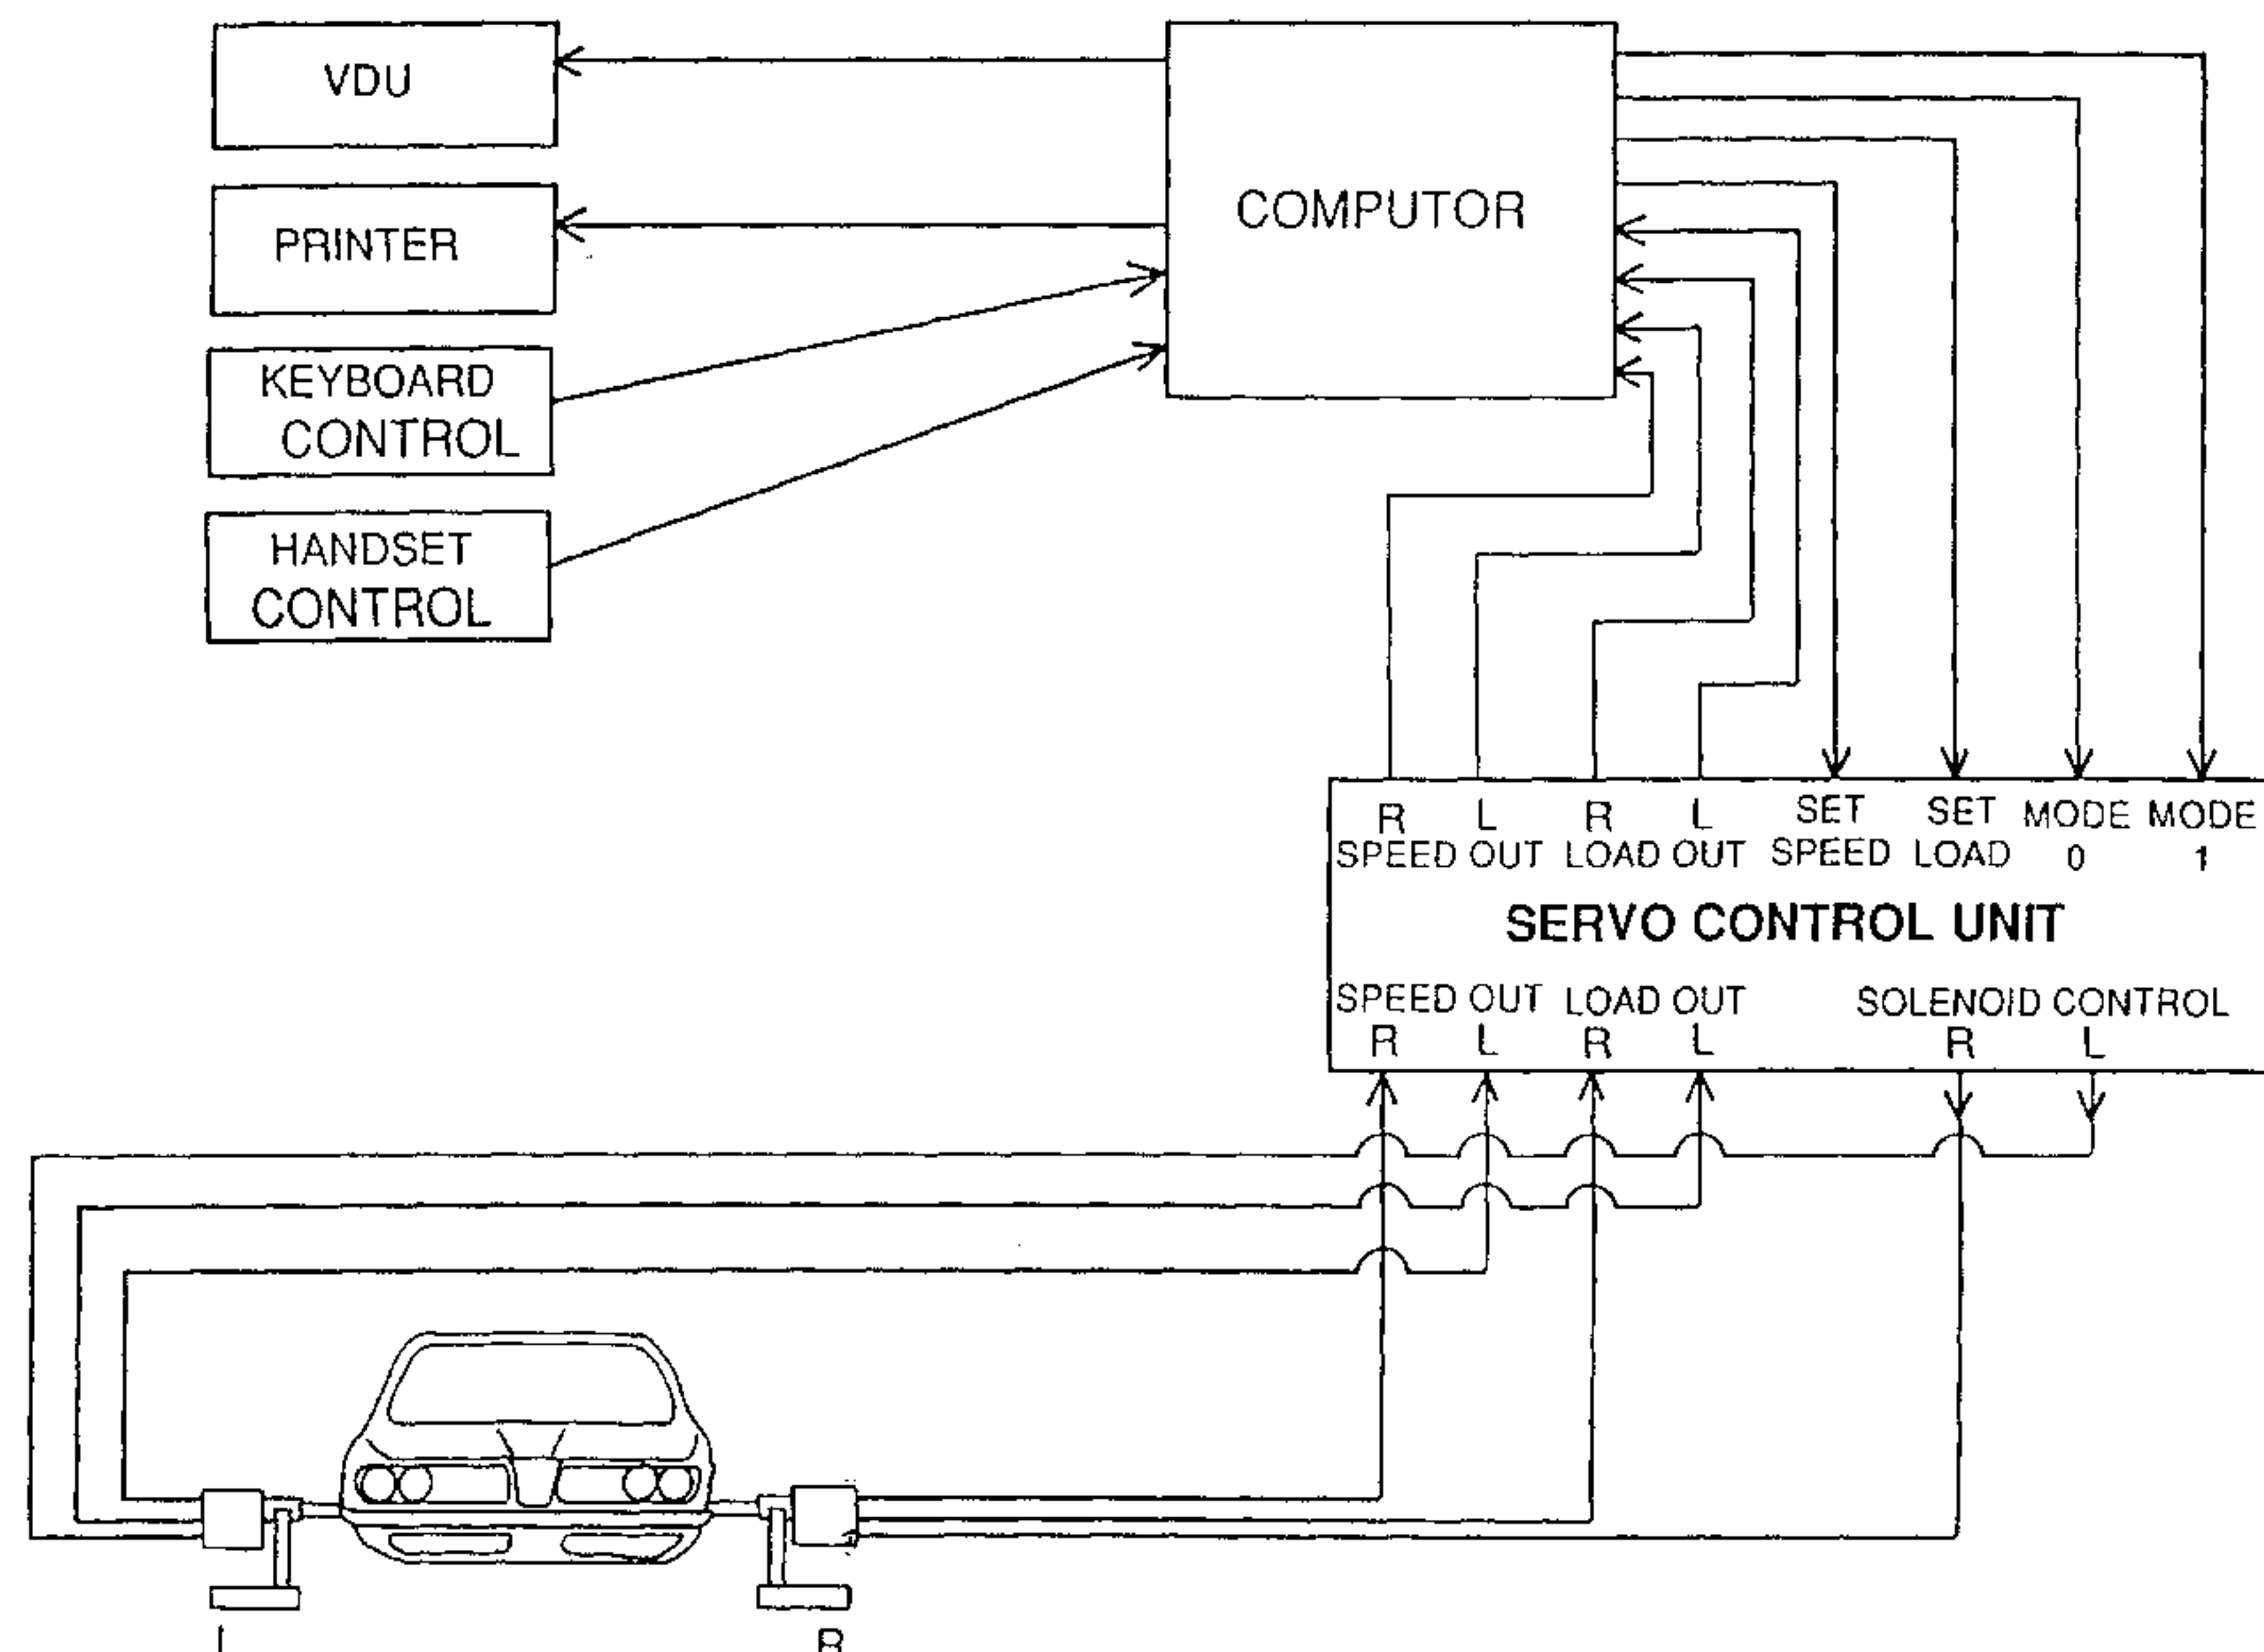 VDU
PRINTER
KEYBOARD
CONTROL
HANDSET
CONTROL
COMPUTOR
R L R L SET SET MODE MODE
SPEED OUT LOAD OUT SPEED LOAD 0 1
SERVO CONTROL UNIT
SPEED OUT LOAD OUT SOLENOID CONTROL
R L R L R L
R